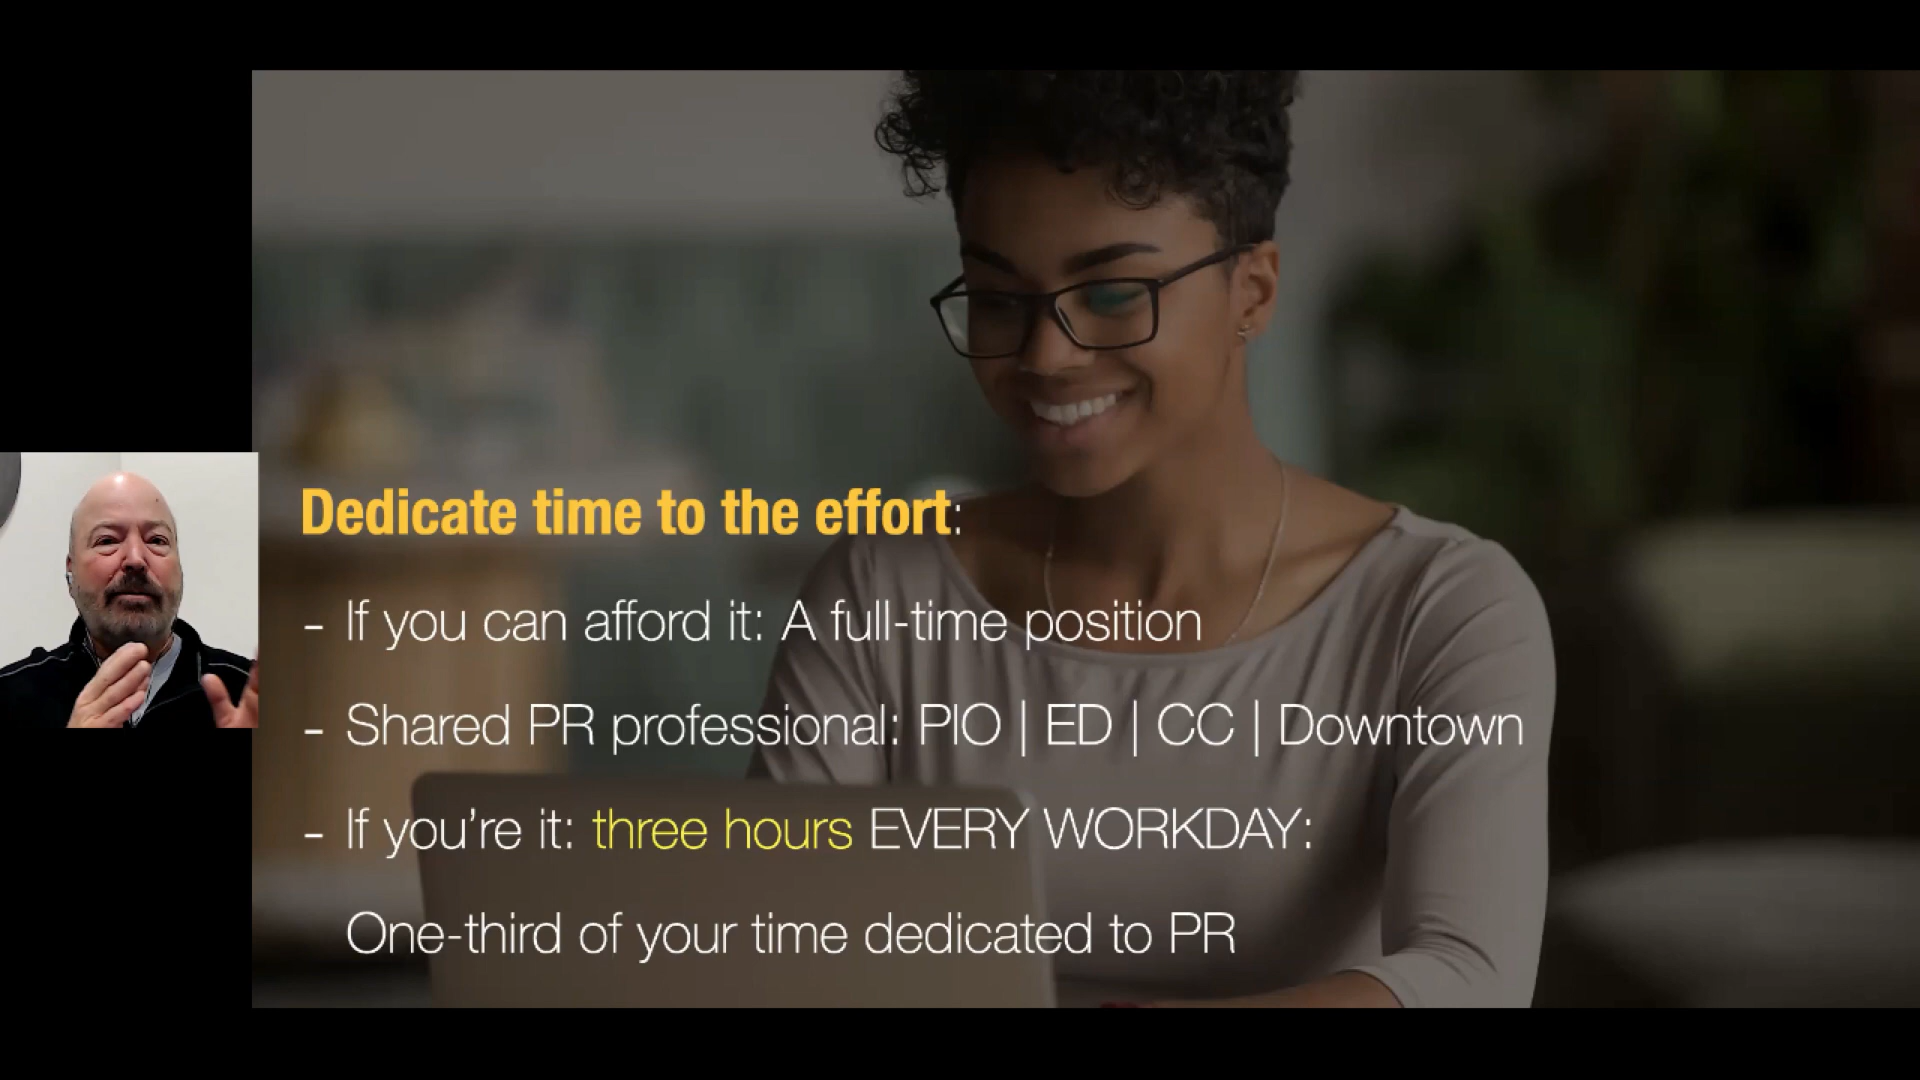 Dedicate time to the effort:
- If you can afford it: A full-time position
- Shared PR professional: PIO | ED | CC | Downtown
- If you're it: three hours EVERY WORKDAY:
One-third of your time dedicated to PR